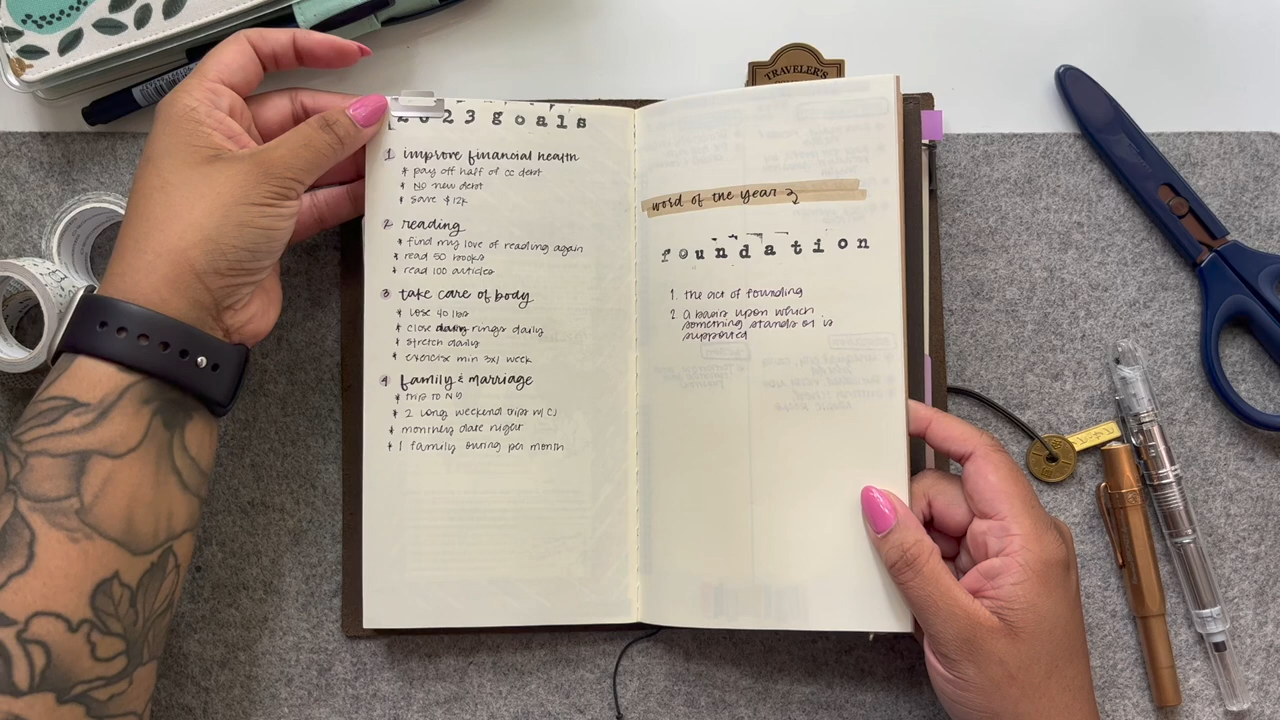 TRAVELER'S
2023 goals
1 improve financial health
* pay off half of cc debt
* NO new debt
* save $12k
2 reading
* find my love of reading again
* read 50 books
* read 100 articles
3 take care of body
* lose 40 lbs
* close rings daily
* stretch daily
* exercise min 3x/week
4 family & marriage
* trip to NY
* 2 long weekend trips w/ CJ
* monthly date night
* 1 family outing per month
word of the year
foundation
1. the act of founding
2. a basis upon which
something stands or is
supported